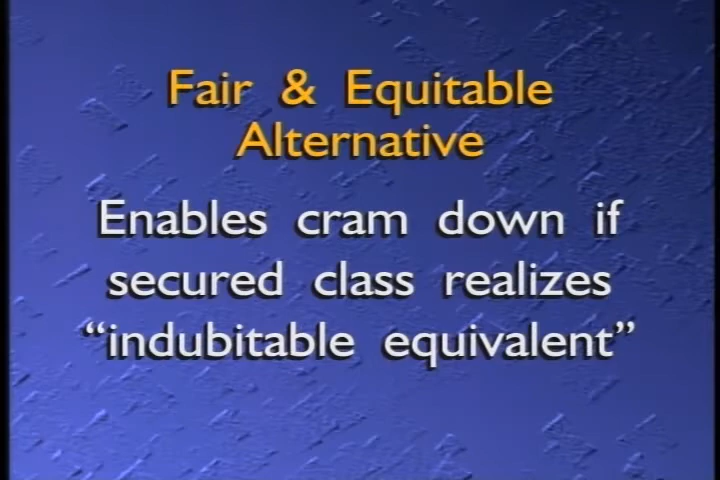 Fair & Equitable
Alternative
Enables cram down if
secured class realizes
“indubitable equivalent”